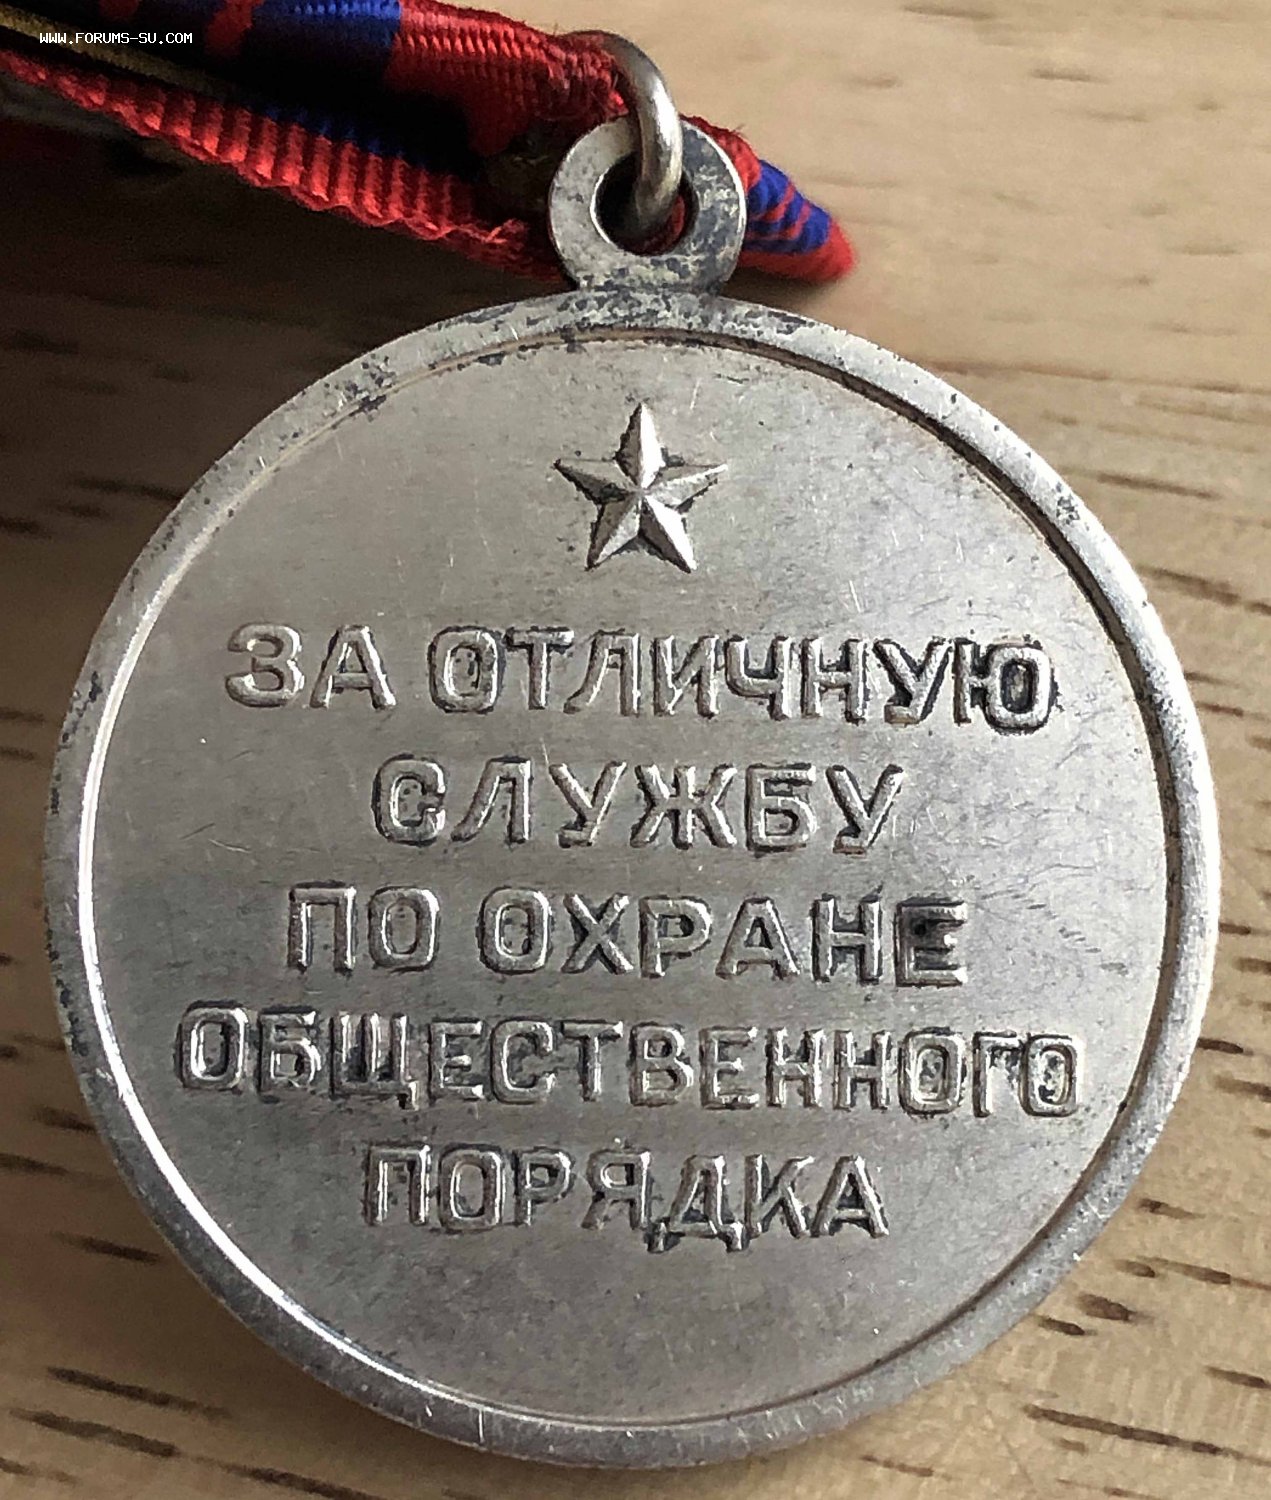 WWW.FORUMS-SU.COM
ЗА ОТЛИЧНУЮ
СЛУЖБУ
ПО ОХРАНЕ
ОБЩЕСТВЕННОГО
ПОРЯДКА